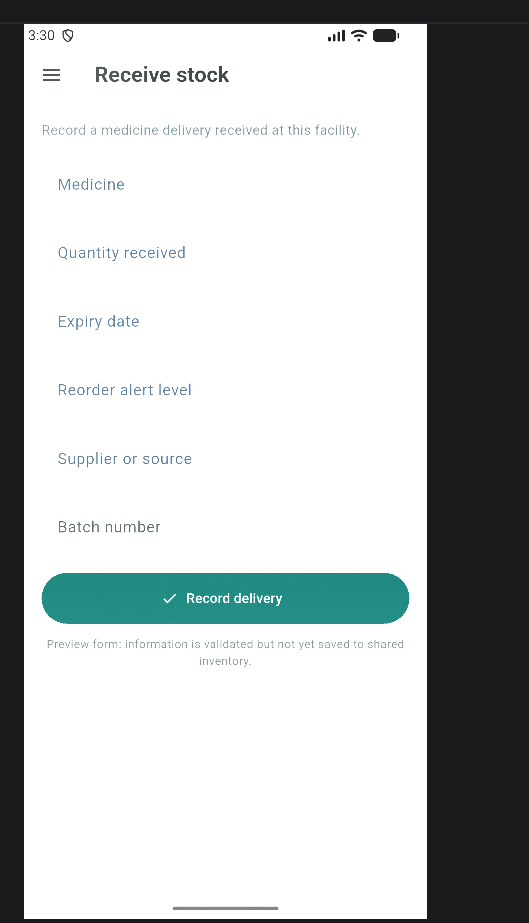 3:30
Receive stock
Record a medicine delivery received at this facility.
Medicine
Quantity received
Expiry date
Reorder alert level
Supplier or source
Batch number
Record delivery
Preview form: information is validated but not yet saved to shared
inventory.